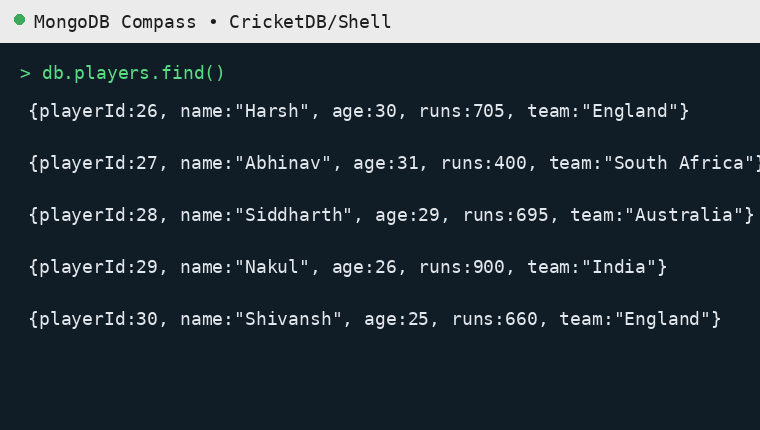 MongoDB Compass • CricketDB/Shell
> db.players.find()
{playerId:26, name:"Harsh", age:30, runs:705, team:"England"}
{playerId:27, name:"Abhinav", age:31, runs:400, team:"South Africa"}
{playerId:28, name:"Siddharth", age:29, runs:695, team:"Australia"}
{playerId:29, name:"Nakul", age:26, runs:900, team:"India"}
{playerId:30, name:"Shivansh", age:25, runs:660, team:"England"}